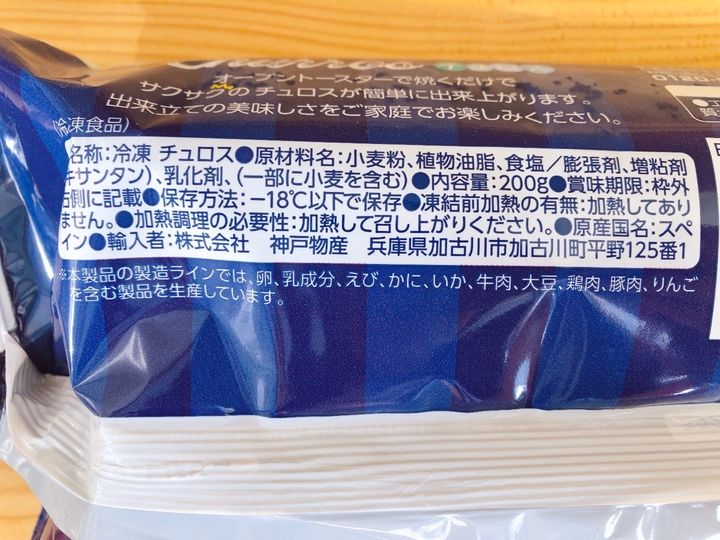 Churros
オーブントースターで焼くだけで
サクサクのチュロスが簡単に出来上がります。
出来立ての美味しさをご家庭でお楽しみください。
(冷凍食品)
名称:冷凍 チュロス●原材料名:小麦粉、植物油脂、食塩／膨張剤、増粘剤
キサンタン)、乳化剤、(一部に小麦を含む)●内容量:200g●賞味期限:枠外
右側に記載●保存方法:−18℃以下で保存●凍結前加熱の有無:加熱してあり
ません。●加熱調理の必要性:加熱して召し上がりください。●原産国名:スペ
イン●輸入者:株式会社 神戸物産 兵庫県加古川市加古川町平野125番1
※本製品の製造ラインでは、卵、乳成分、えび、かに、いか、牛肉、大豆、鶏肉、豚肉、りんご
を含む製品を生産しています。
0120-